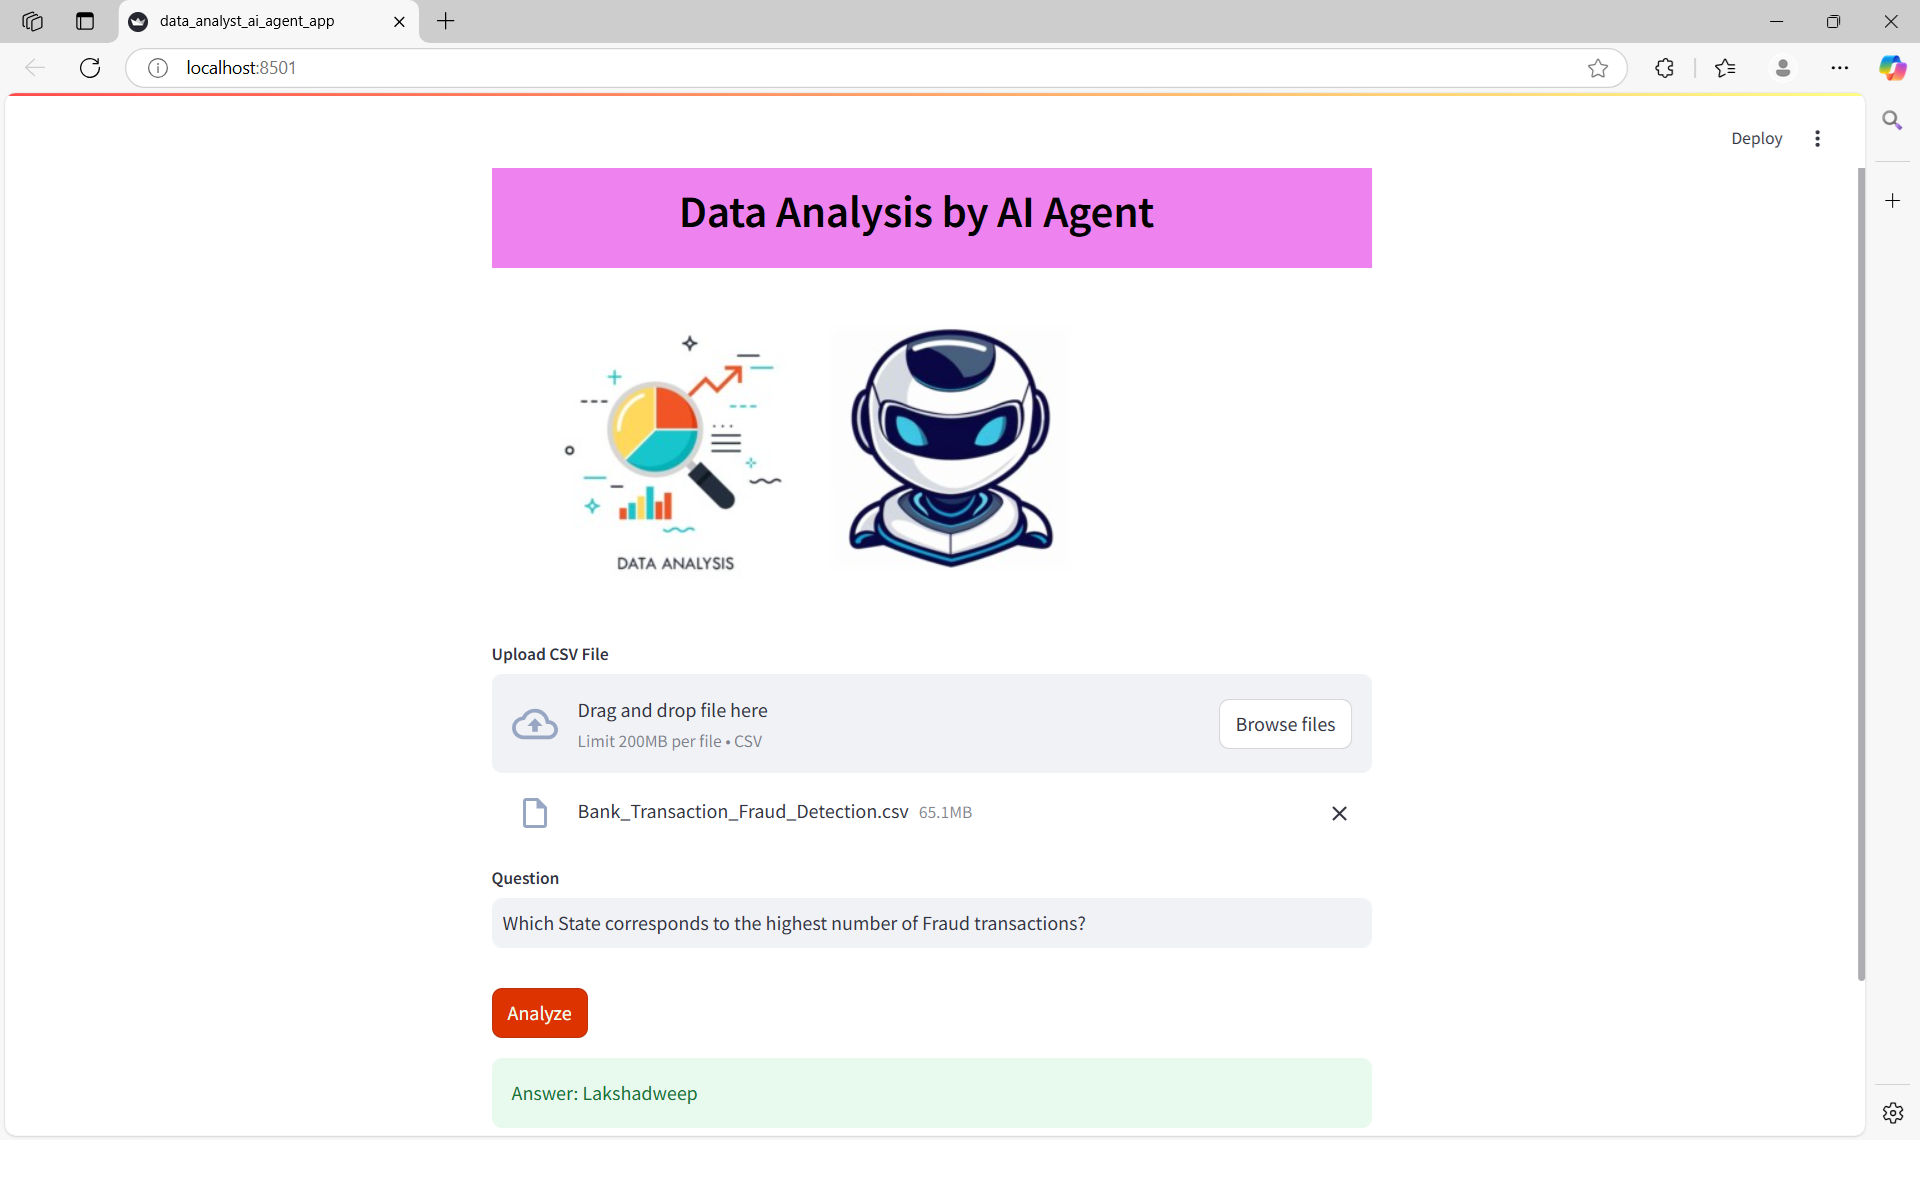 data_analyst_ai_agent_app
localhost:8501
Deploy
Data Analysis by AI Agent
DATA ANALYSIS
Upload CSV File
Drag and drop file here
Limit 200MB per file • CSV
Browse files
Bank_Transaction_Fraud_Detection.csv 65.1MB
Question
Which State corresponds to the highest number of Fraud transactions?
Analyze
Answer: Lakshadweep